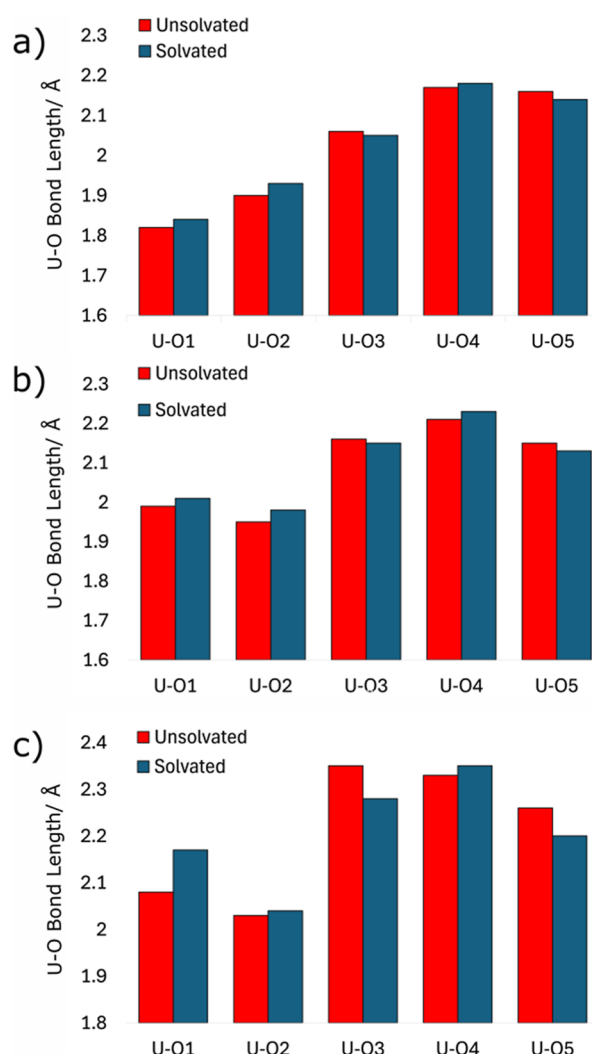 a)
Unsolvated
Solvated
U-O Bond Length/ Å
2.3
2.2
2.1
2
1.9
1.8
1.7
1.6
U-O1 U-O2 U-O3 U-O4 U-O5
b)
Unsolvated
Solvated
U-O Bond Length/ Å
2.3
2.2
2.1
2
1.9
1.8
1.7
1.6
U-O1 U-O2 U-O3 U-O4 U-O5
c)
Unsolvated
Solvated
U-O Bond Length/ Å
2.4
2.3
2.2
2.1
2
1.9
1.8
U-O1 U-O2 U-O3 U-O4 U-O5